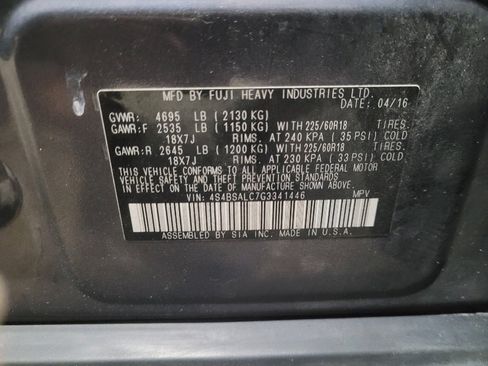 MFD BY FUJI HEAVY INDUSTRIES LTD.
DATE: 04/16
GVWR: 4695 LB (2130 KG)
GAWR:F 2535 LB (1150 KG) WITH 225/60R18 TIRES.
18X7J RIMS. AT 240 KPA (35 PSI) COLD
GAWR:R 2645 LB (1200 KG) WITH 225/60R18 TIRES.
18X7J RIMS. AT 230 KPA (33 PSI) COLD
THIS VEHICLE CONFORMS TO ALL APPLICABLE FEDERAL MOTOR
VEHICLE SAFETY STANDARDS IN EFFECT ON THE DATE OF
MANUFACTURE SHOWN ABOVE.
VIN: 4S4BSALC7G3341446 MPV
ASSEMBLED BY SIA INC. MADE IN U.S.A.